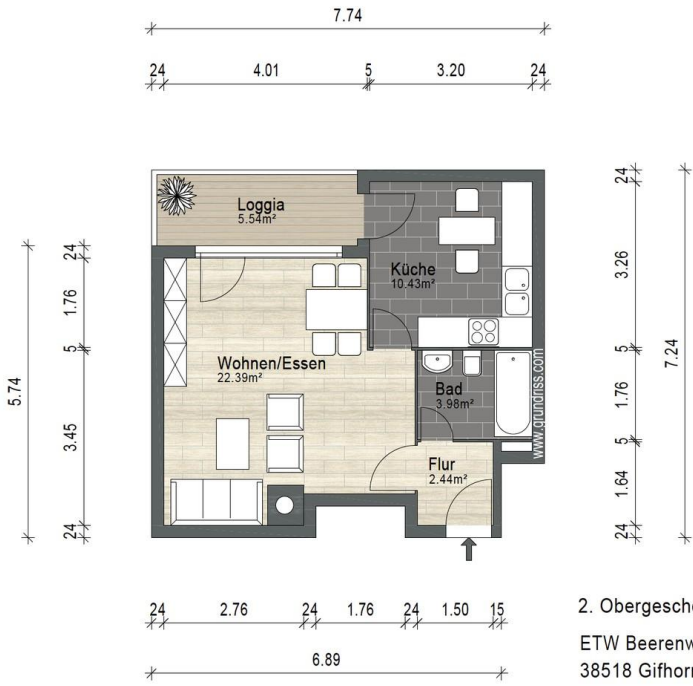 7.74
24 4.01 5 3.20 24
Loggia
5.54m²
Küche
10.43m²
Wohnen/Essen
22.39m²
Bad
3.98m²
Flur
2.44m²
www.grundriss.com
5.74
24
1.76
5
3.45
24
24
3.26
5
1.76
5
1.64
24
7.24
24 2.76 24 1.76 24 1.50 15
6.89
2.
ETW
38518